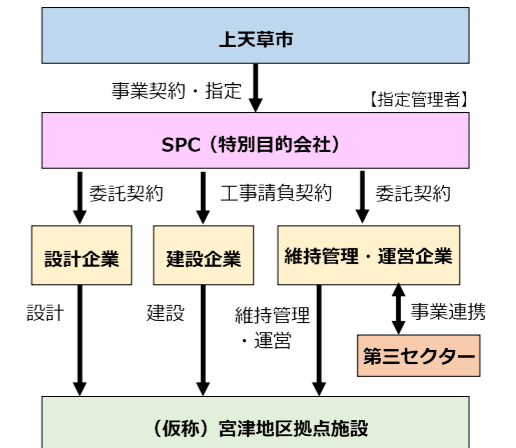 上天草市
事業契約・指定
【指定管理者】
SPC（特別目的会社）
委託契約
工事請負契約
委託契約
設計企業
建設企業
維持管理・運営企業
設計
建設
維持管理
・運営
事業連携
第三セクター
（仮称）宮津地区拠点施設